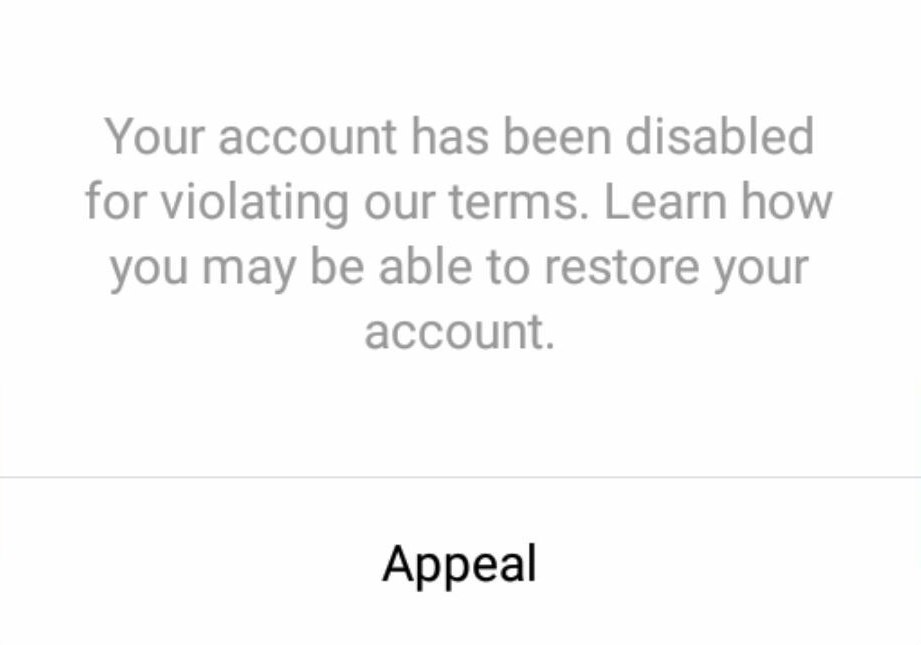 Your account has been disabled
for violating our terms. Learn how
you may be able to restore your
account.
Appeal